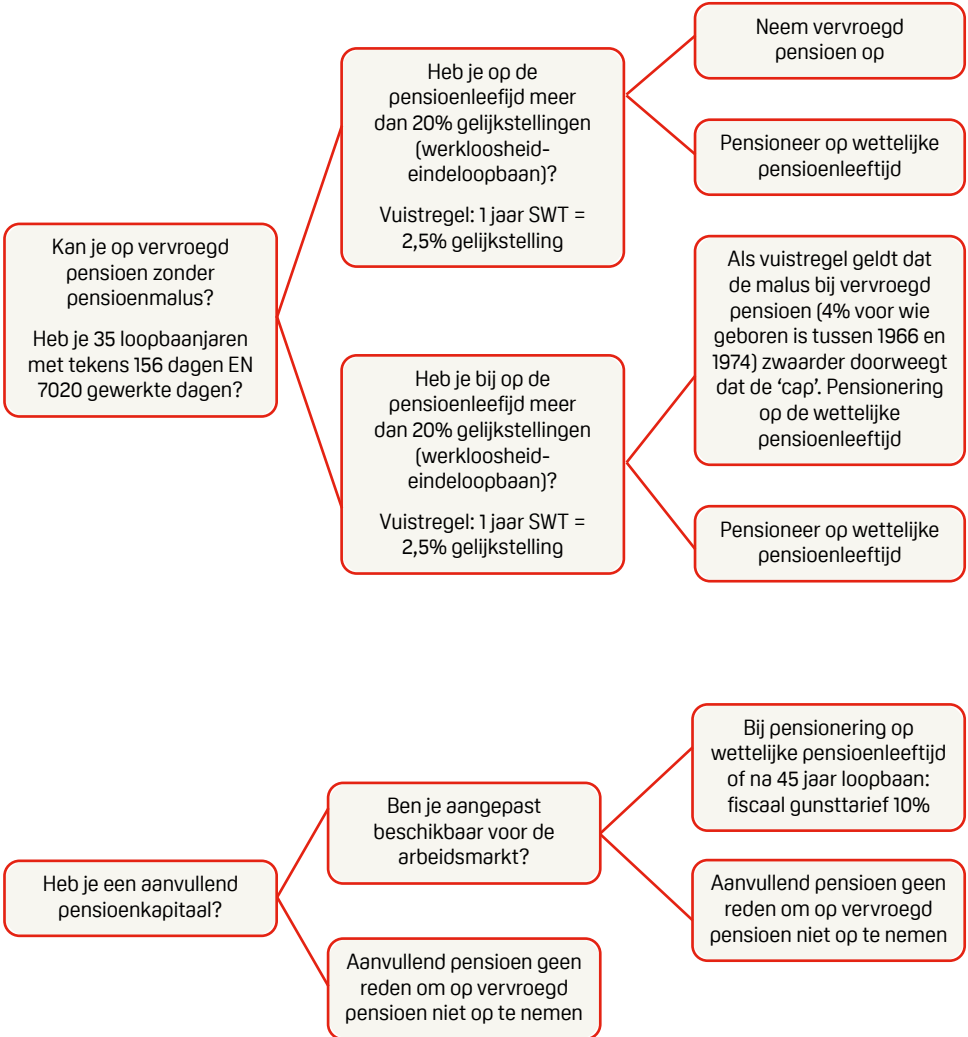 Kan je op vervroegd
pensioen zonder
pensioenmalus?
Heb je 35 loopbaanjaren
met tekens 156 dagen EN
7020 gewerkte dagen?
Heb je op de
pensioenleefijd meer
dan 20% gelijkstellingen
(werkloosheid-
eindeloopbaan)?
Vuistregel: 1 jaar SWT =
2,5% gelijkstelling
Neem vervroegd
pensioen op
Pensioneer op wettelijke
pensioenleeftijd
Heb je bij op de
pensioenleefijd meer
dan 20% gelijkstellingen
(werkloosheid-
eindeloopbaan)?
Vuistregel: 1 jaar SWT =
2,5% gelijkstelling
Als vuistregel geldt dat
de malus bij vervroegd
pensioen (4% voor wie
geboren is tussen 1966 en
1974) zwaarder doorweegt
dat de ‘cap’. Pensionering
op de wettelijke
pensioenleeftijd
Pensioneer op wettelijke
pensioenleeftijd
Heb je een aanvullend
pensioenkapitaal?
Ben je aangepast
beschikbaar voor de
arbeidsmarkt?
Bij pensionering op
wettelijke pensioenleeftijd
of na 45 jaar loopbaan:
fiscaal gunsttarief 10%
Aanvullend pensioen geen
reden om op vervroegd
pensioen niet op te nemen
Aanvullend pensioen geen
reden om op vervroegd
pensioen niet op te nemen